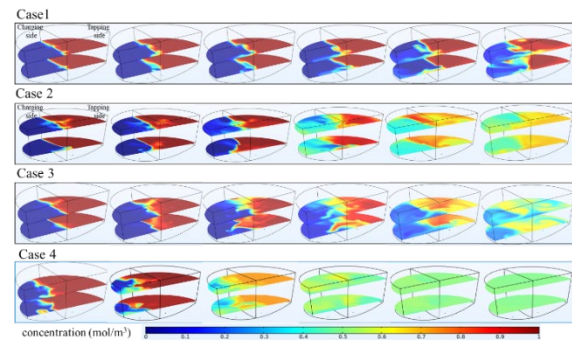 Case1
Charging side
Tapping side
Case 2
Charging side
Tapping side
Case 3
Case 4
concentration (mol/m³)
0 0.1 0.2 0.3 0.4 0.5 0.6 0.7 0.8 0.9 1